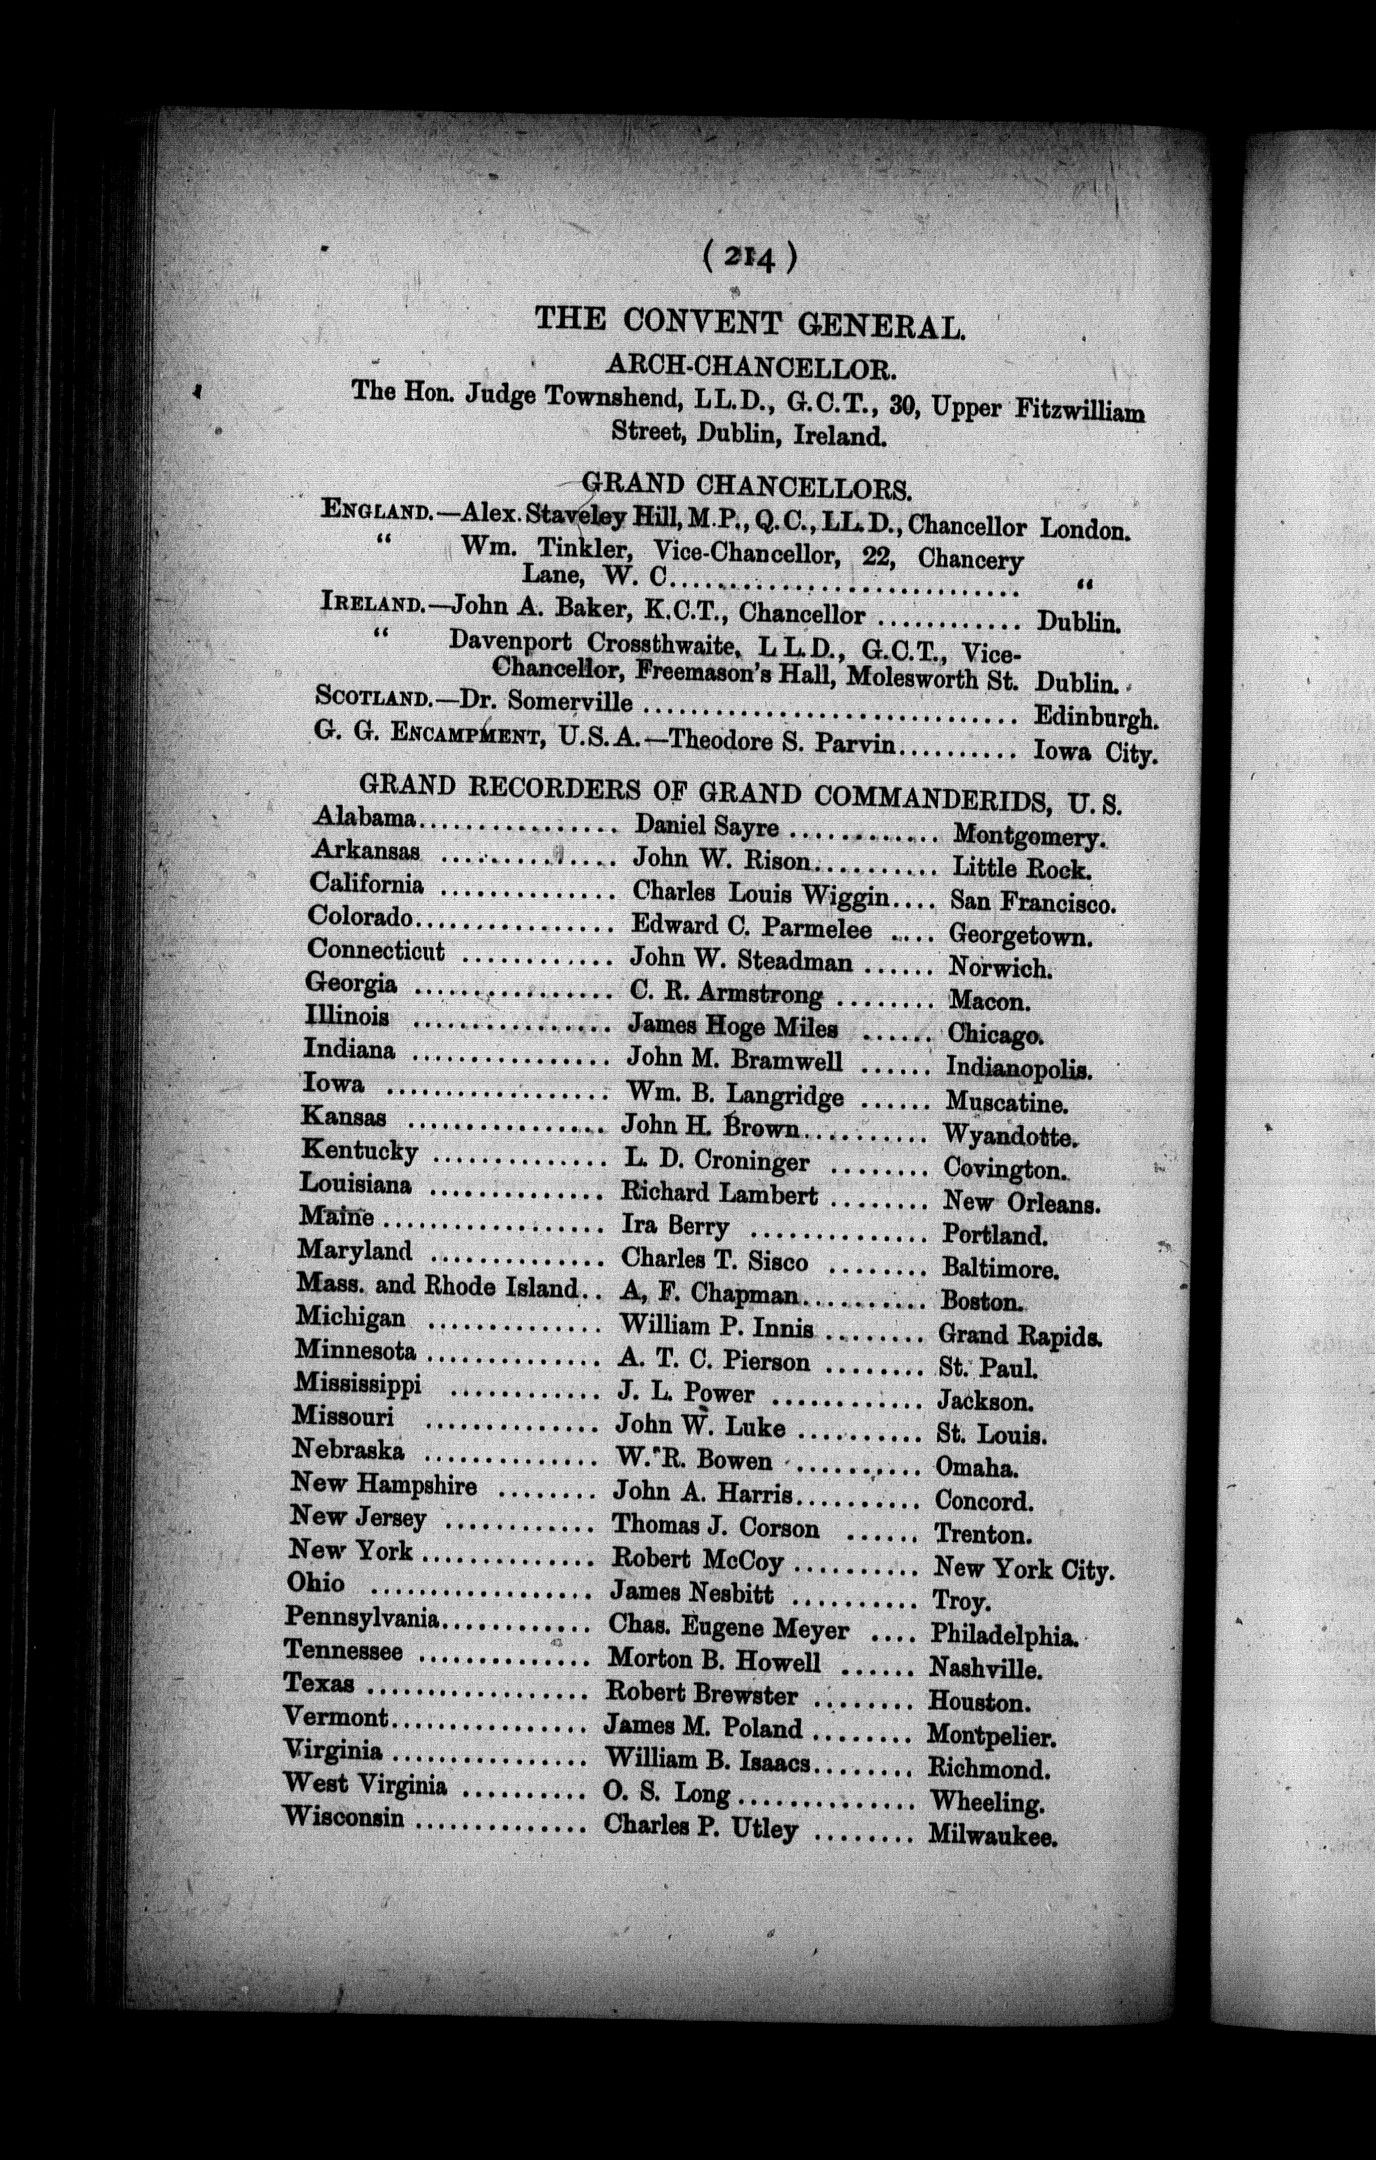 ( 214 )
THE CONVENT GENERAL.
ARCH-CHANCELLOR.
The Hon. Judge Townshend, LL.D., G.C.T., 30, Upper Fitzwilliam
Street, Dublin, Ireland.
GRAND CHANCELLORS.
ENGLAND.—Alex. Staveley Hill, M.P., Q.C., LL.D., Chancellor London.
“ Wm. Tinkler, Vice-Chancellor, 22, Chancery
Lane, W. C.............................. “
IRELAND.—John A. Baker, K.C.T., Chancellor ............ Dublin.
“ Davenport Crossthwaite, LL.D., G.C.T., Vice-
Chancellor, Freemason's Hall, Molesworth St. Dublin.
SCOTLAND.—Dr. Somerville ................................ Edinburgh.
G. G. ENCAMPMENT, U.S.A.—Theodore S. Parvin.......... Iowa City.
GRAND RECORDERS OF GRAND COMMANDERIDS, U. S.
Alabama................. Daniel Sayre ............. Montgomery.
Arkansas ............... John W. Rison........... Little Rock.
California ............... Charles Louis Wiggin.... San Francisco.
Colorado................. Edward C. Parmelee .... Georgetown.
Connecticut ............. John W. Steadman ...... Norwich.
Georgia ................. C. R. Armstrong ........ Macon.
Illinois ................. James Hoge Miles ...... Chicago.
Indiana ................. John M. Bramwell ...... Indianopolis.
Iowa ................... Wm. B. Langridge ...... Muscatine.
Kansas ................. John H. Brown........... Wyandotte.
Kentucky ............... L. D. Croninger ........ Covington.
Louisiana ............... Richard Lambert ........ New Orleans.
Maine................... Ira Berry ............... Portland.
Maryland ............... Charles T. Sisco ........ Baltimore.
Mass. and Rhode Island.. A, F. Chapman........... Boston.
Michigan ............... William P. Innis ........ Grand Rapids.
Minnesota ............... A. T. C. Pierson ........ St. Paul.
Mississippi ............. J. L. Power ............. Jackson.
Missouri ............... John W. Luke ........... St. Louis.
Nebraska ............... W. R. Bowen ........... Omaha.
New Hampshire ........ John A. Harris........... Concord.
New Jersey ............. Thomas J. Corson ...... Trenton.
New York ............... Robert McCoy ........... New York City.
Ohio ................... James Nesbitt ........... Troy.
Pennsylvania............. Chas. Eugene Meyer .... Philadelphia.
Tennessee ............... Morton B. Howell ...... Nashville.
Texas ................... Robert Brewster ........ Houston.
Vermont................. James M. Poland ........ Montpelier.
Virginia ................. William B. Isaacs........ Richmond.
West Virginia ........... O. S. Long............... Wheeling.
Wisconsin ............... Charles P. Utley ........ Milwaukee.